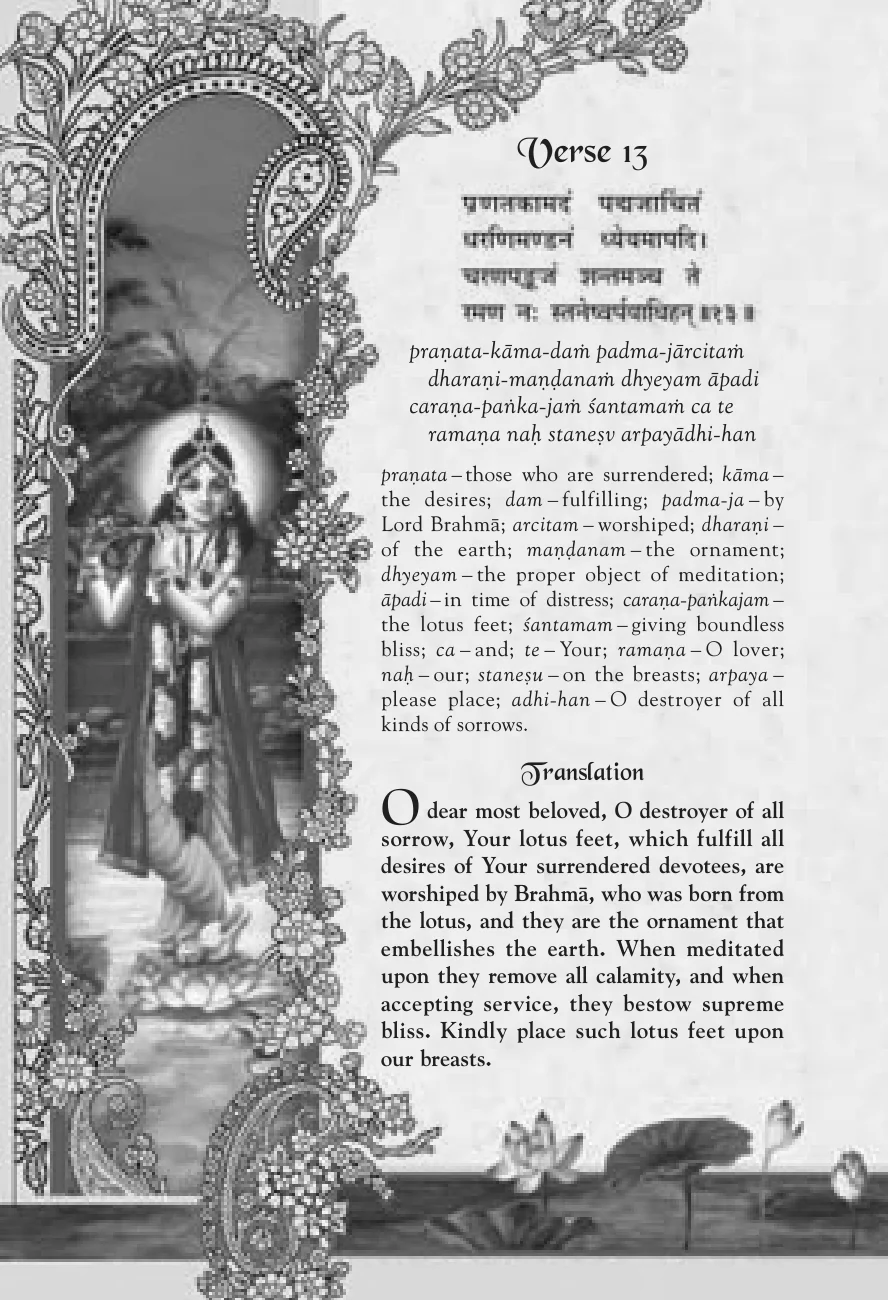 Verse 13
प्रणतकामदं पद्मजार्चितं
धरणिमण्डनं ध्येयमापदि।
चरणपङ्कजं शन्तमञ्च ते
रमण नः स्तनेष्वर्पयाधिहन्॥१३॥
praṇata-kāma-daṁ padma-jārcitaṁ
dharaṇi-maṇḍanaṁ dhyeyam āpadi
caraṇa-paṅka-jaṁ śantamaṁ ca te
ramaṇa naḥ staneṣv arpayādhi-han
praṇata – those who are surrendered; kāma –
the desires; dam – fulfilling; padma-ja – by
Lord Brahmā; arcitam – worshiped; dharaṇi –
of the earth; maṇḍanam – the ornament;
dhyeyam – the proper object of meditation;
āpadi – in time of distress; caraṇa-paṅkajam –
the lotus feet; śantamam – giving boundless
bliss; ca – and; te – Your; ramaṇa – O lover;
naḥ – our; staneṣu – on the breasts; arpaya –
please place; adhi-han – O destroyer of all
kinds of sorrows.
Translation
O dear most beloved, O destroyer of all
sorrow, Your lotus feet, which fulfill all
desires of Your surrendered devotees, are
worshiped by Brahmā, who was born from
the lotus, and they are the ornament that
embellishes the earth. When meditated
upon they remove all calamity, and when
accepting service, they bestow supreme
bliss. Kindly place such lotus feet upon
our breasts.